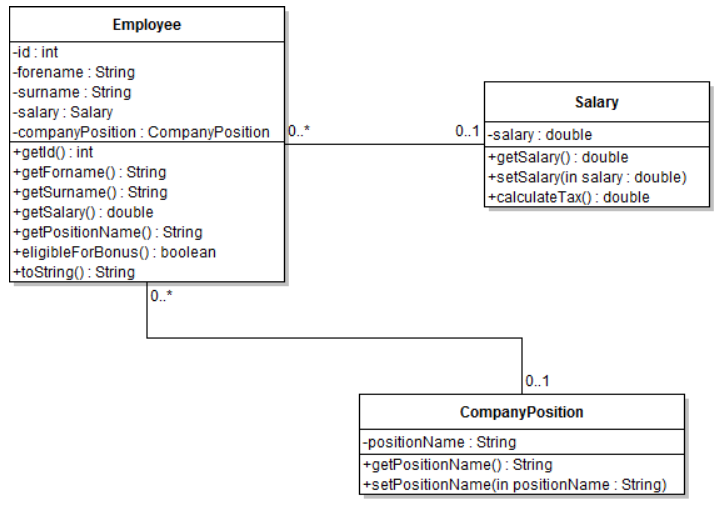 Employee
-id : int
-forename : String
-surname : String
-salary : Salary
-companyPosition : CompanyPosition
+getId() : int
+getForname() : String
+getSurname() : String
+getSalary() : double
+getPositionName() : String
+eligibleForBonus() : boolean
+toString() : String
0..*
0..1
Salary
-salary : double
+getSalary() : double
+setSalary(in salary : double)
+calculateTax() : double
0..*
0..1
CompanyPosition
-positionName : String
+getPositionName() : String
+setPositionName(in positionName : String)